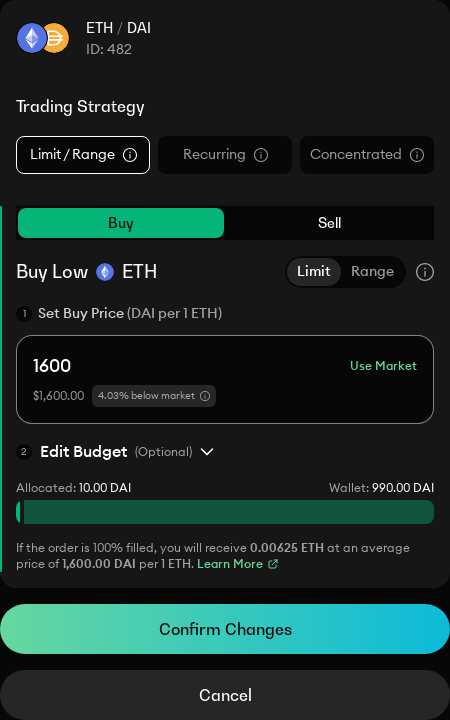 ETH / DAI
ID: 482
Trading Strategy
Limit / Range
Recurring
Concentrated
Buy
Sell
Buy Low ETH
Limit
Range
1 Set Buy Price (DAI per 1 ETH)
1600
Use Market
$1,600.00
4.03% below market
2 Edit Budget (Optional)
Allocated: 10.00 DAI
Wallet: 990.00 DAI
If the order is 100% filled, you will receive 0.00625 ETH at an average
price of 1,600.00 DAI per 1 ETH. Learn More
Confirm Changes
Cancel